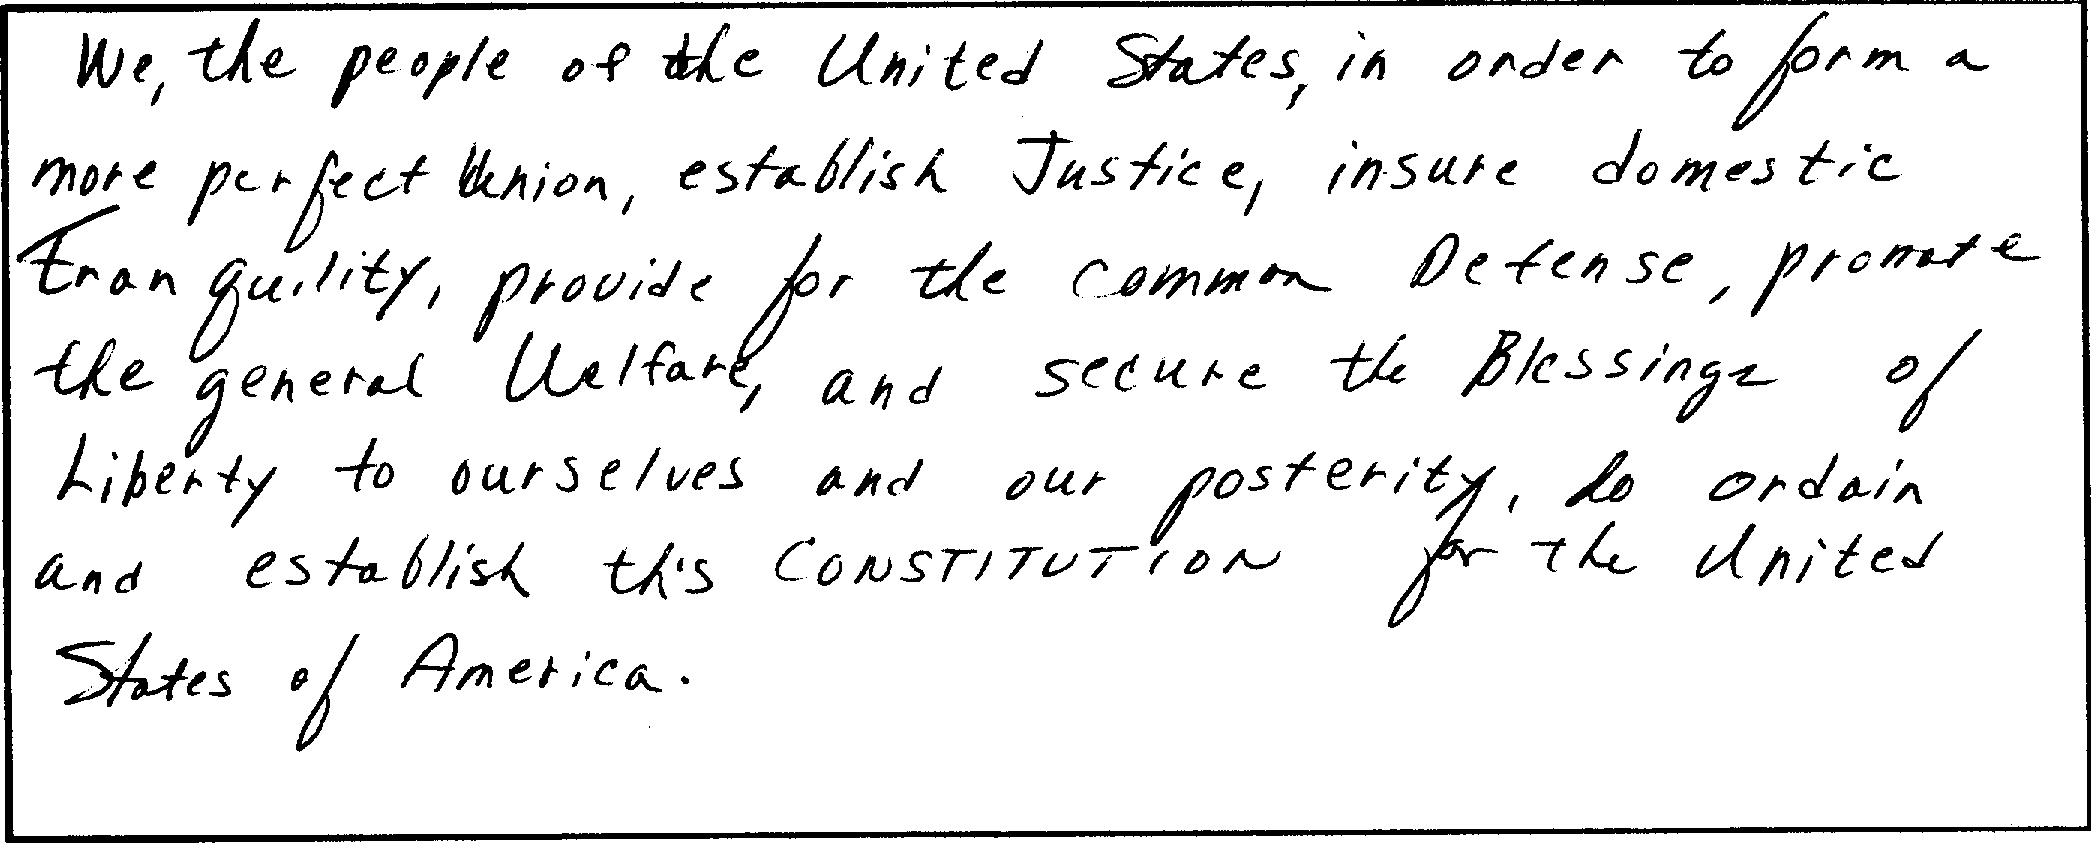 We, the people of the United States, in order to form a
more perfect Union, establish Justice, insure domestic
Tranquility, provide for the common Defense, promote
the general Welfare, and secure the Blessings of
Liberty to ourselves and our posterity, do ordain
and establish this CONSTITUTION for the United
States of America.